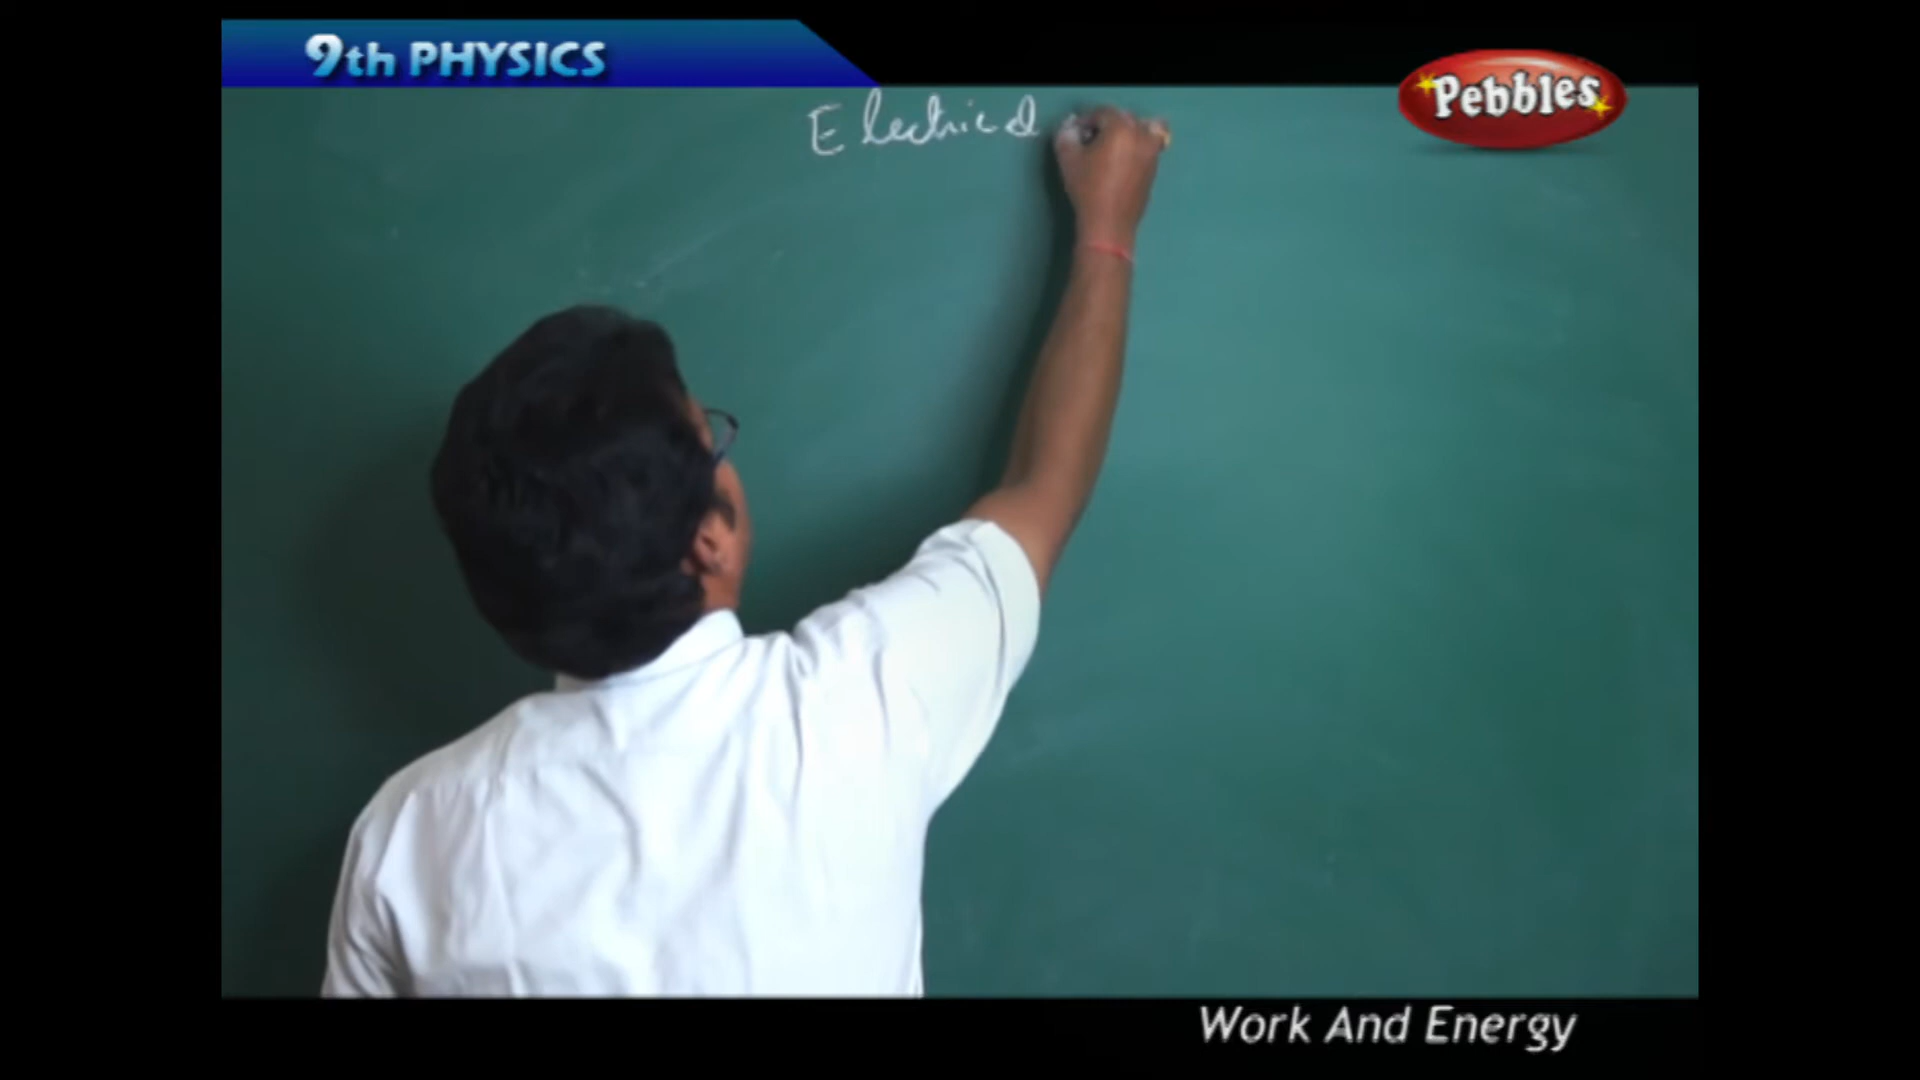 9th PHYSICS
Pebbles
Electrical
Work And Energy